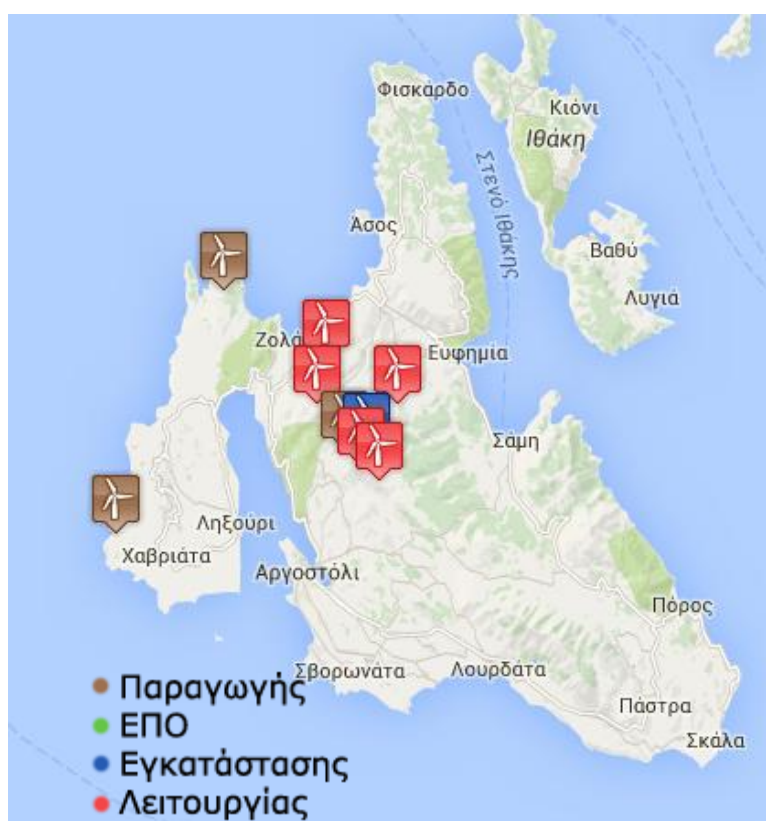 Φισκάρδο
Κιόνι
Ιθάκη
Άσος
Στενό Ιθάκης
Βαθύ
Λυγιά
Ζολά
Ευφημία
Σάμη
Ληξούρι
Χαβριάτα
Αργοστόλι
Πόρος
Σβορωνάτα
Λουρδάτα
Πάστρα
Σκάλα
Παραγωγής
ΕΠΟ
Εγκατάστασης
Λειτουργίας